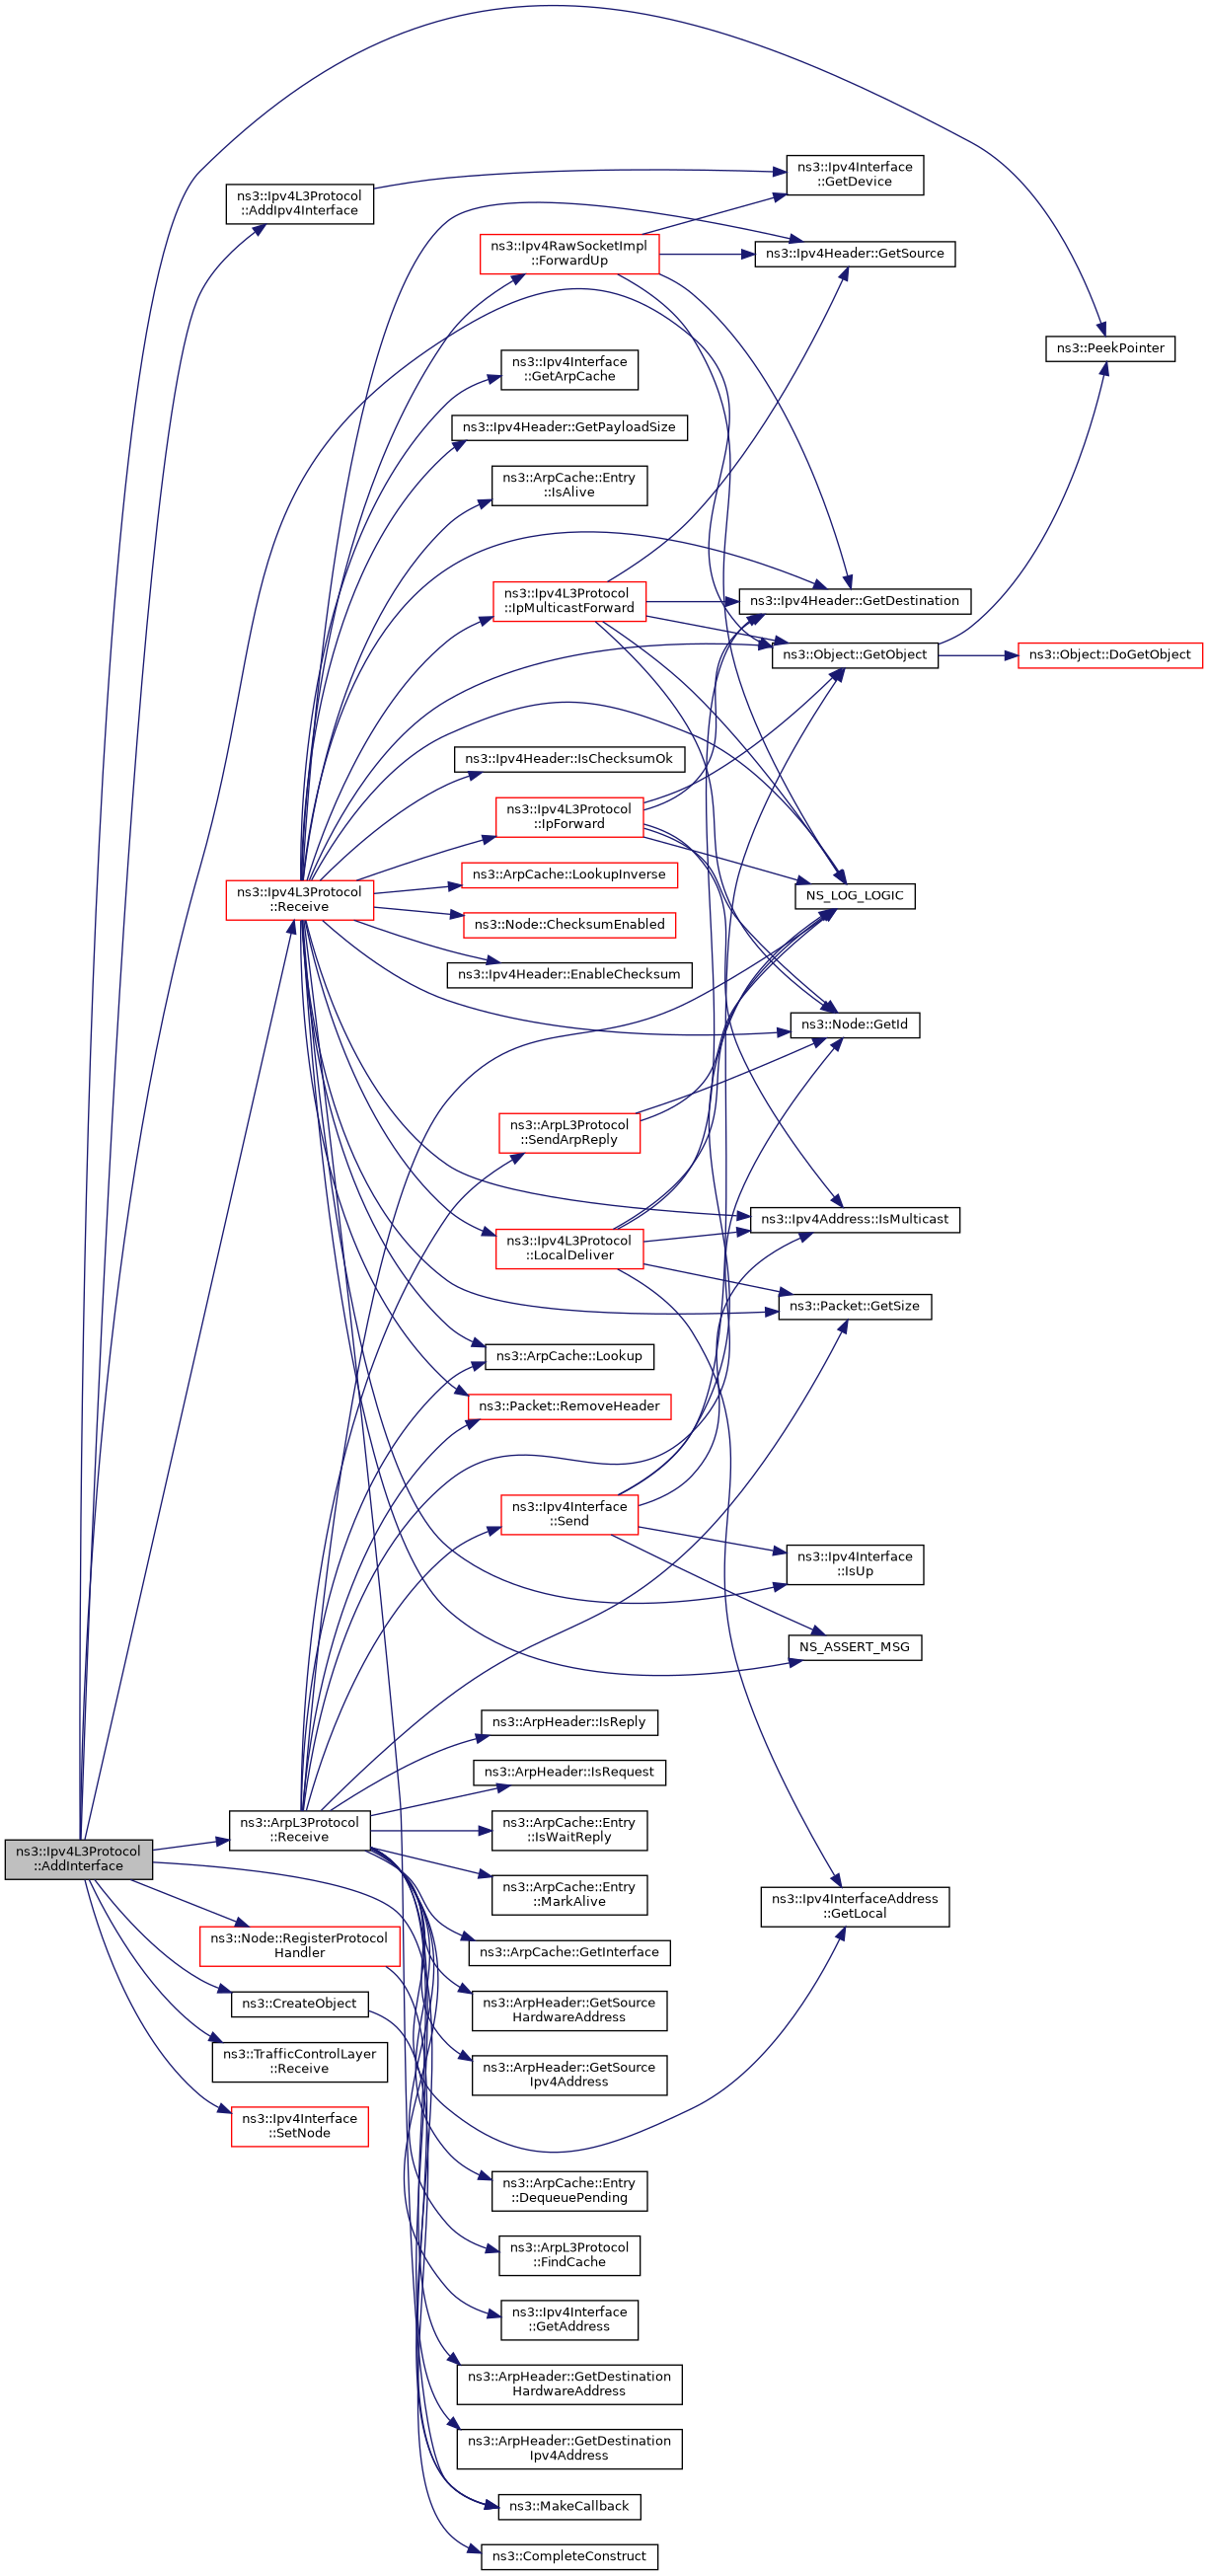 ns3::Ipv4Interface
::GetDevice
ns3::Ipv4L3Protocol
::AddIpv4Interface
ns3::Ipv4RawSocketImpl
::ForwardUp
ns3::Ipv4Header::GetSource
ns3::PeekPointer
ns3::Ipv4Interface
::GetArpCache
ns3::Ipv4Header::GetPayloadSize
ns3::ArpCache::Entry
::IsAlive
ns3::Ipv4L3Protocol
::IpMulticastForward
ns3::Ipv4Header::GetDestination
ns3::Object::GetObject
ns3::Object::DoGetObject
ns3::Ipv4Header::IsChecksumOk
ns3::Ipv4L3Protocol
::IpForward
ns3::ArpCache::LookupInverse
ns3::Ipv4L3Protocol
::Receive
NS_LOG_LOGIC
ns3::Node::ChecksumEnabled
ns3::Ipv4Header::EnableChecksum
ns3::Node::GetId
ns3::ArpL3Protocol
::SendArpReply
ns3::Ipv4Address::IsMulticast
ns3::Ipv4L3Protocol
::LocalDeliver
ns3::Packet::GetSize
ns3::ArpCache::Lookup
ns3::Packet::RemoveHeader
ns3::Ipv4Interface
::Send
ns3::Ipv4Interface
::IsUp
NS_ASSERT_MSG
ns3::ArpHeader::IsReply
ns3::ArpHeader::IsRequest
ns3::ArpL3Protocol
::Receive
ns3::ArpCache::Entry
::IsWaitReply
ns3::Ipv4L3Protocol
::AddInterface
ns3::ArpCache::Entry
::MarkAlive
ns3::Ipv4InterfaceAddress
::GetLocal
ns3::Node::RegisterProtocol
Handler
ns3::ArpCache::GetInterface
ns3::CreateObject
ns3::ArpHeader::GetSource
HardwareAddress
ns3::TrafficControlLayer
::Receive
ns3::ArpHeader::GetSource
Ipv4Address
ns3::Ipv4Interface
::SetNode
ns3::ArpCache::Entry
::DequeuePending
ns3::ArpL3Protocol
::FindCache
ns3::Ipv4Interface
::GetAddress
ns3::ArpHeader::GetDestination
HardwareAddress
ns3::ArpHeader::GetDestination
Ipv4Address
ns3::MakeCallback
ns3::CompleteConstruct